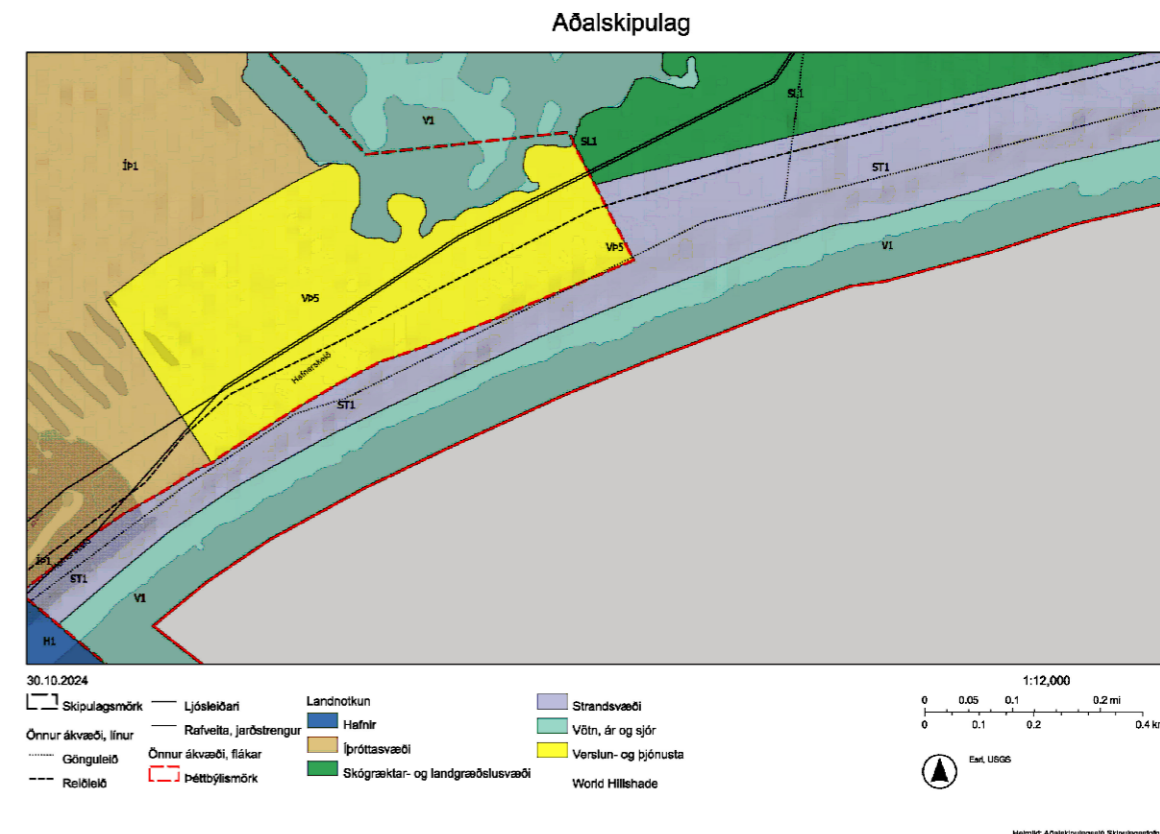 Aðalskipulag
V1
SL1
SL1
ÍÞ1
ST1
VÞ5
V1
VÞ5
Hafnarskeið
ST1
ÍÞ1
ST1
V1
H1
30.10.2024
1:12,000
Skipulagsmörk
Önnur ákvæði, línur
Gönguleið
Reiðleið
Ljósleiðari
Rafveita, jarðstrengur
Önnur ákvæði, flákar
Þéttbýlismörk
Landnotkun
Hafnir
Íþróttasvæði
Skógræktar- og landgræðslusvæði
Strandsvæði
Vötn, ár og sjór
Verslun- og þjónusta
World Hillshade
0 0.05 0.1 0.2 mi
0 0.1 0.2 0.4 km
Esri, USGS